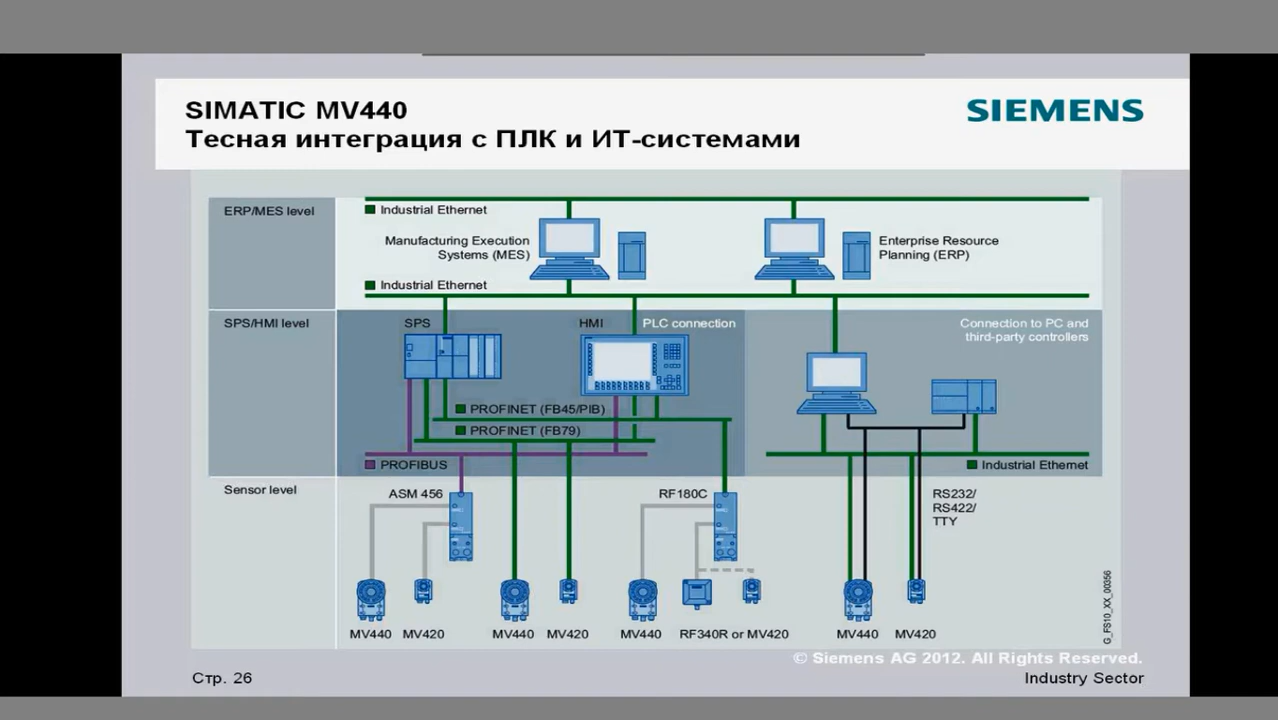 SIMATIC MV440
Тесная интеграция с ПЛК и ИТ-системами
SIEMENS
ERP/MES level
Industrial Ethernet
Manufacturing Execution
Systems (MES)
Enterprise Resource
Planning (ERP)
Industrial Ethernet
SPS/HMI level
SPS
HMI
PLC connection
Connection to PC and
third-party controllers
PROFINET (FB45/PIB)
PROFINET (FB79)
PROFIBUS
Industrial Ethernet
Sensor level
ASM 456
RF180C
RS232/
RS422/
TTY
MV440 MV420 MV440 MV420 MV440 RF340R or MV420 MV440 MV420
G_FS10_XX_00356
© Siemens AG 2012. All Rights Reserved.
Стр. 26
Industry Sector